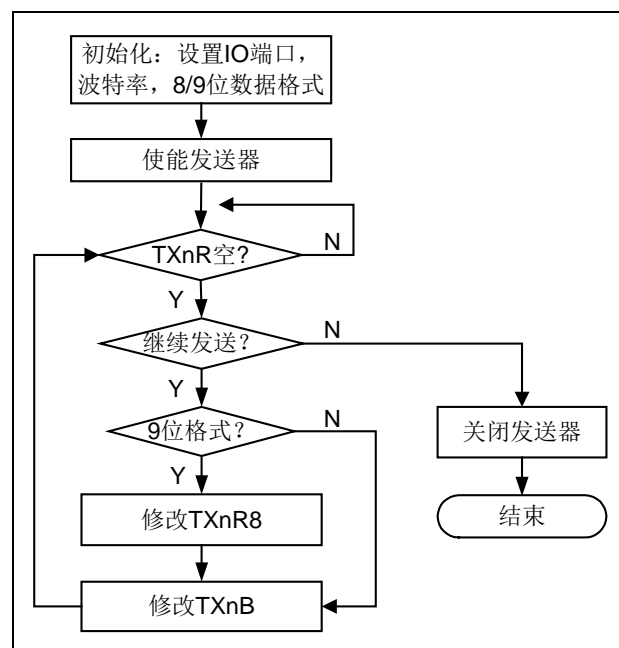 初始化：设置IO端口，
波特率，8/9位数据格式
使能发送器
TXnR空?
N
Y
继续发送？
N
Y
9位格式？
N
Y
关闭发送器
修改TXnR8
结束
修改TXnB